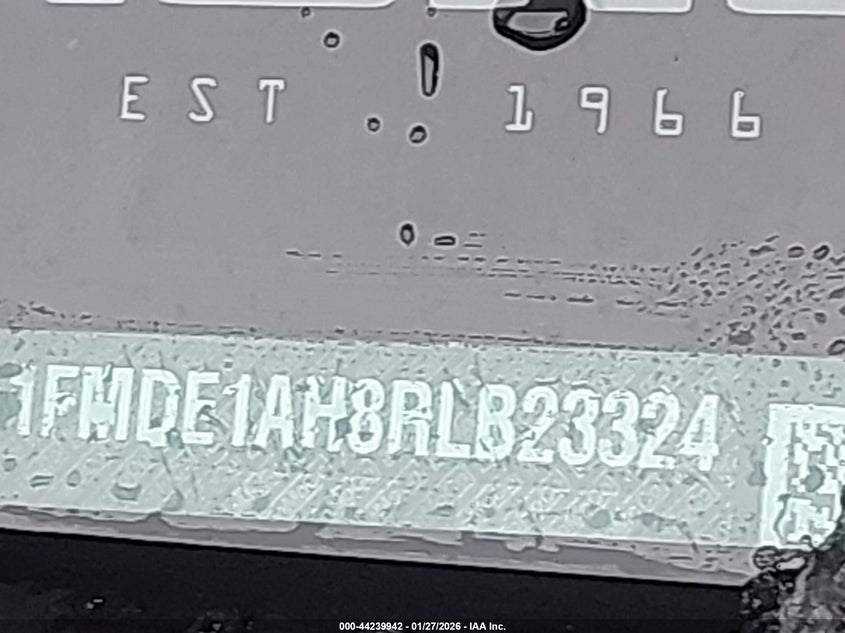 EST 1966
1FMDE1AH8RLB23324
000-44239942 - 01/27/2026 - IAA Inc.